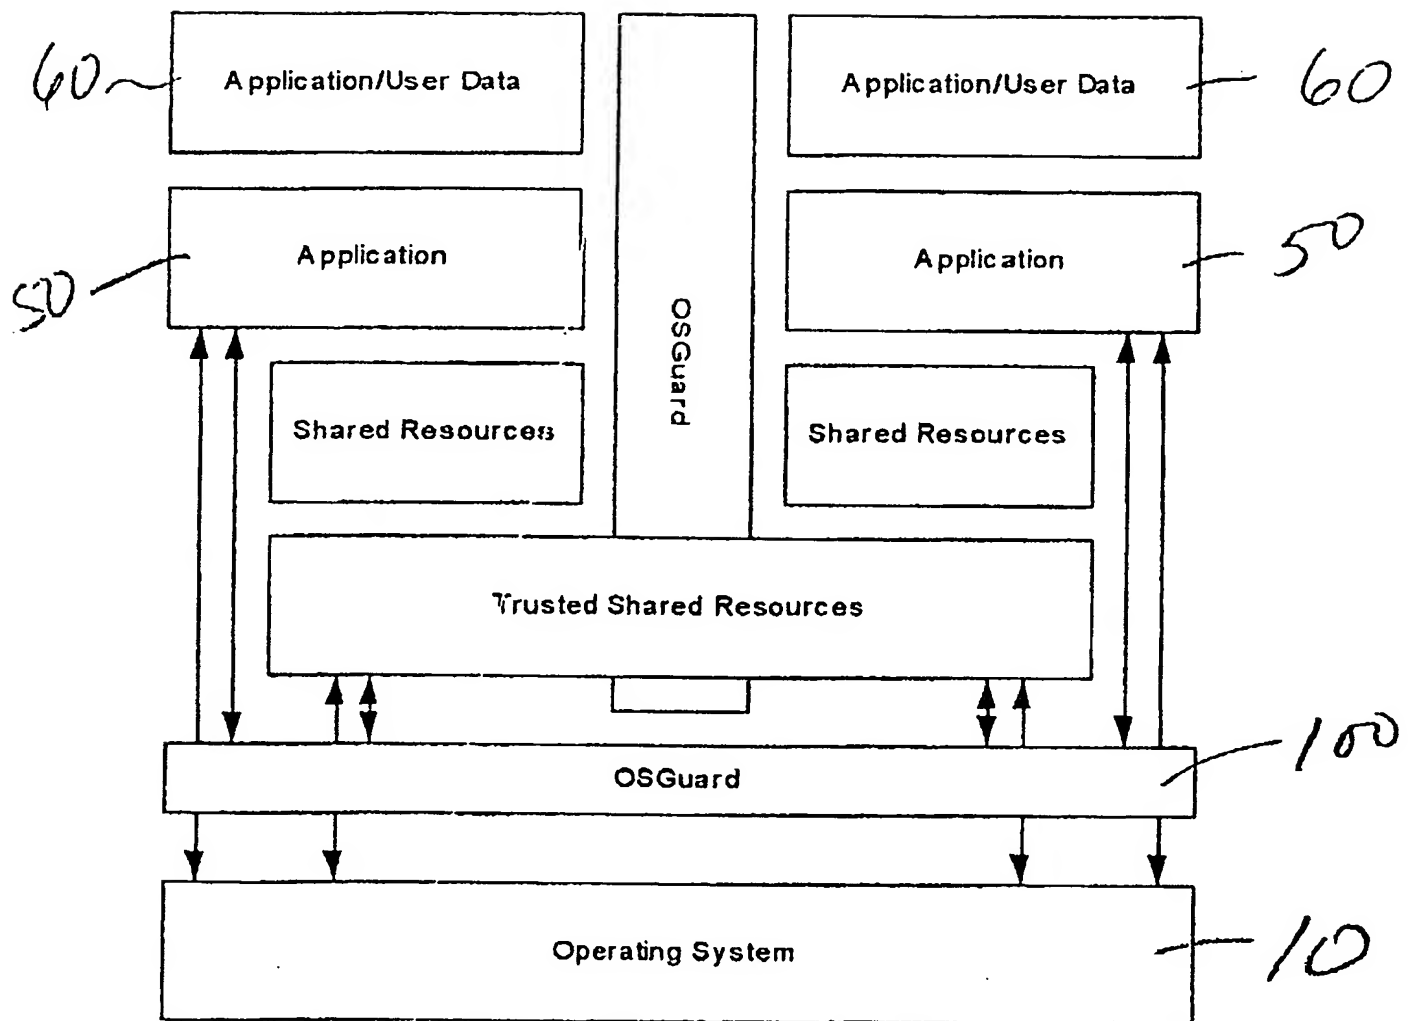 60 Application/User Data Application/User Data 60
50 Application Application 50
OSGuard
Shared Resources Shared Resources
Trusted Shared Resources
OSGuard 100
Operating System 10